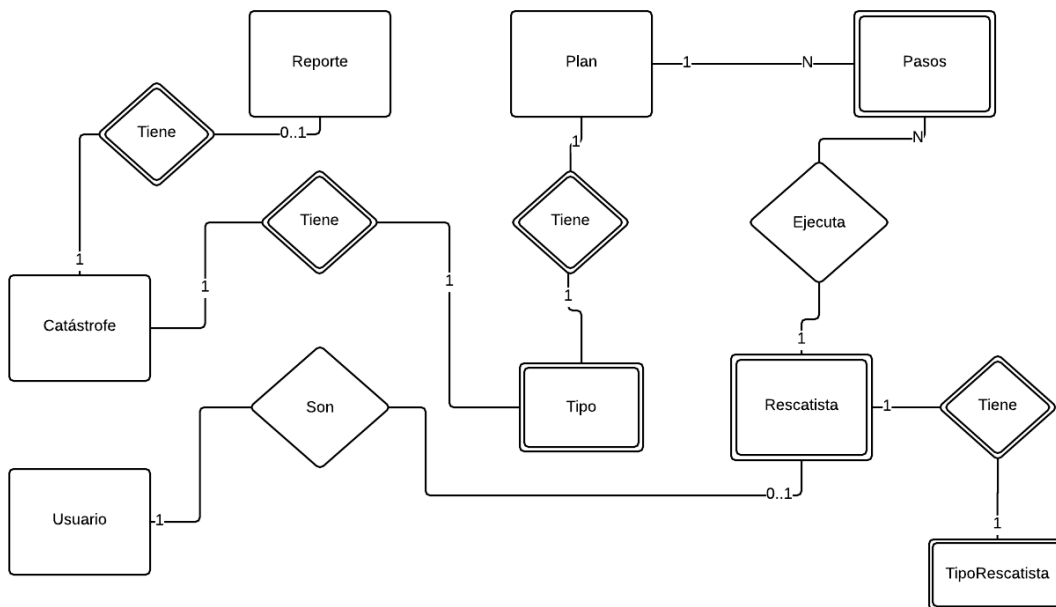 Reporte
Plan
1
N
Pasos
Tiene
0..1
1
N
Tiene
Tiene
Ejecuta
1
1
1
1
Catástrofe
1
Son
Tipo
Rescatista
1
Tiene
0..1
Usuario
1
1
TipoRescatista